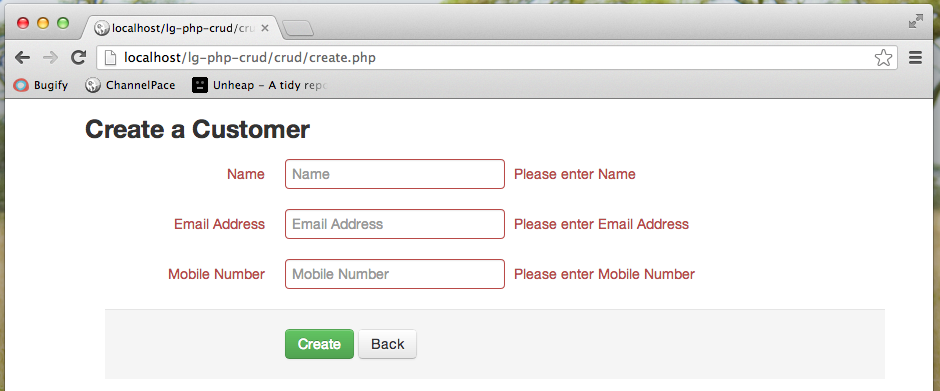 localhost/lg-php-crud/cru
localhost/lg-php-crud/crud/create.php
Bugify ChannelPace Unheap – A tidy repo
Create a Customer
Name Name Please enter Name
Email Address Email Address Please enter Email Address
Mobile Number Mobile Number Please enter Mobile Number
Create Back